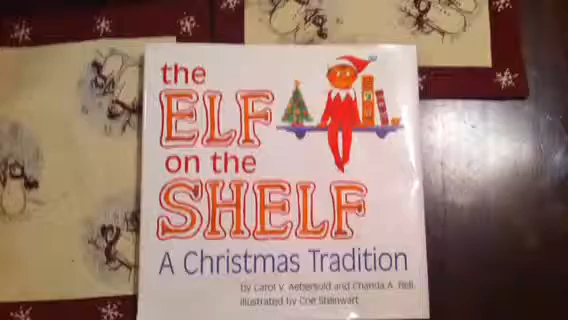 the
ELF
on the
SHELF
A Christmas Tradition
by Carol V. Aebersold and Chanda A. Bell
illustrated by Coë Steinwart